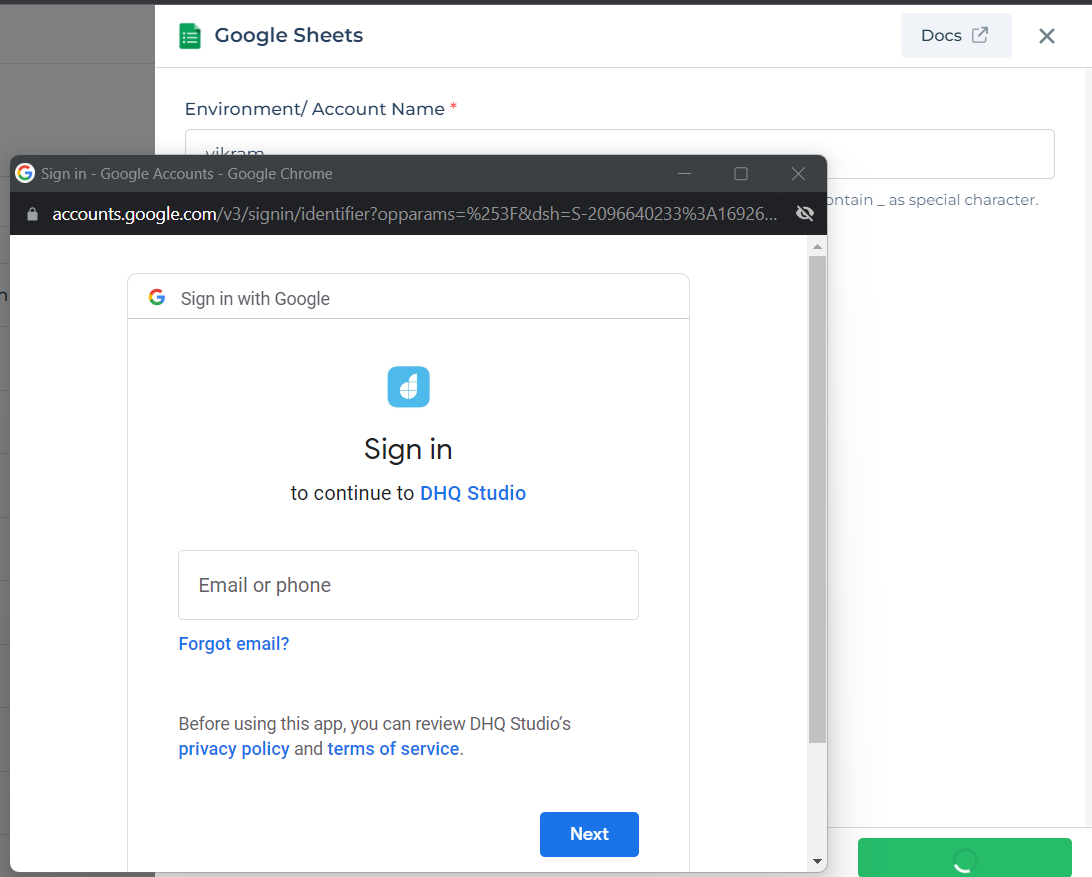 Google Sheets
Docs
Environment/ Account Name *
vikram
ontain _ as special character.
Sign in - Google Accounts - Google Chrome
accounts.google.com/v3/signin/identifier?opparams=%253F&dsh=S-2096640233%3A16926...
n
Sign in with Google
Sign in
to continue to DHQ Studio
Email or phone
Forgot email?
Before using this app, you can review DHQ Studio’s
privacy policy and terms of service.
Next